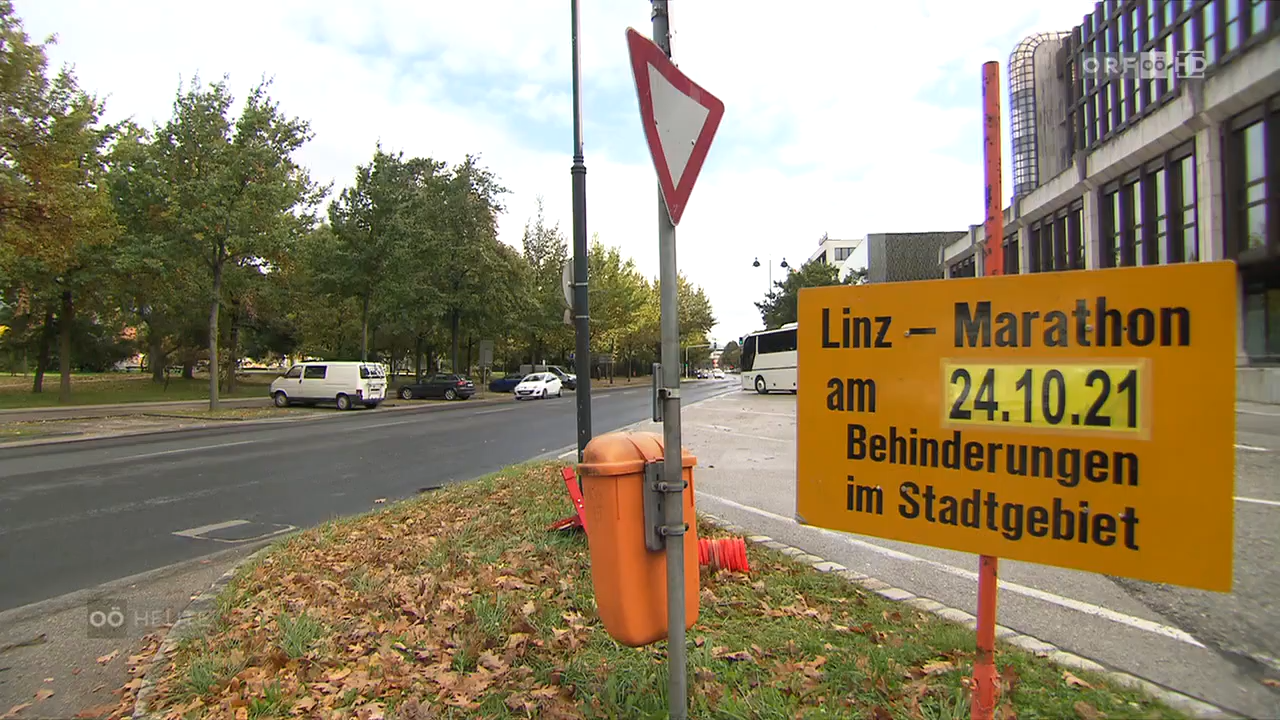 ORF OÖ HD
Linz – Marathon
am 24.10.21
Behinderungen
im Stadtgebiet
OÖ HEUTE